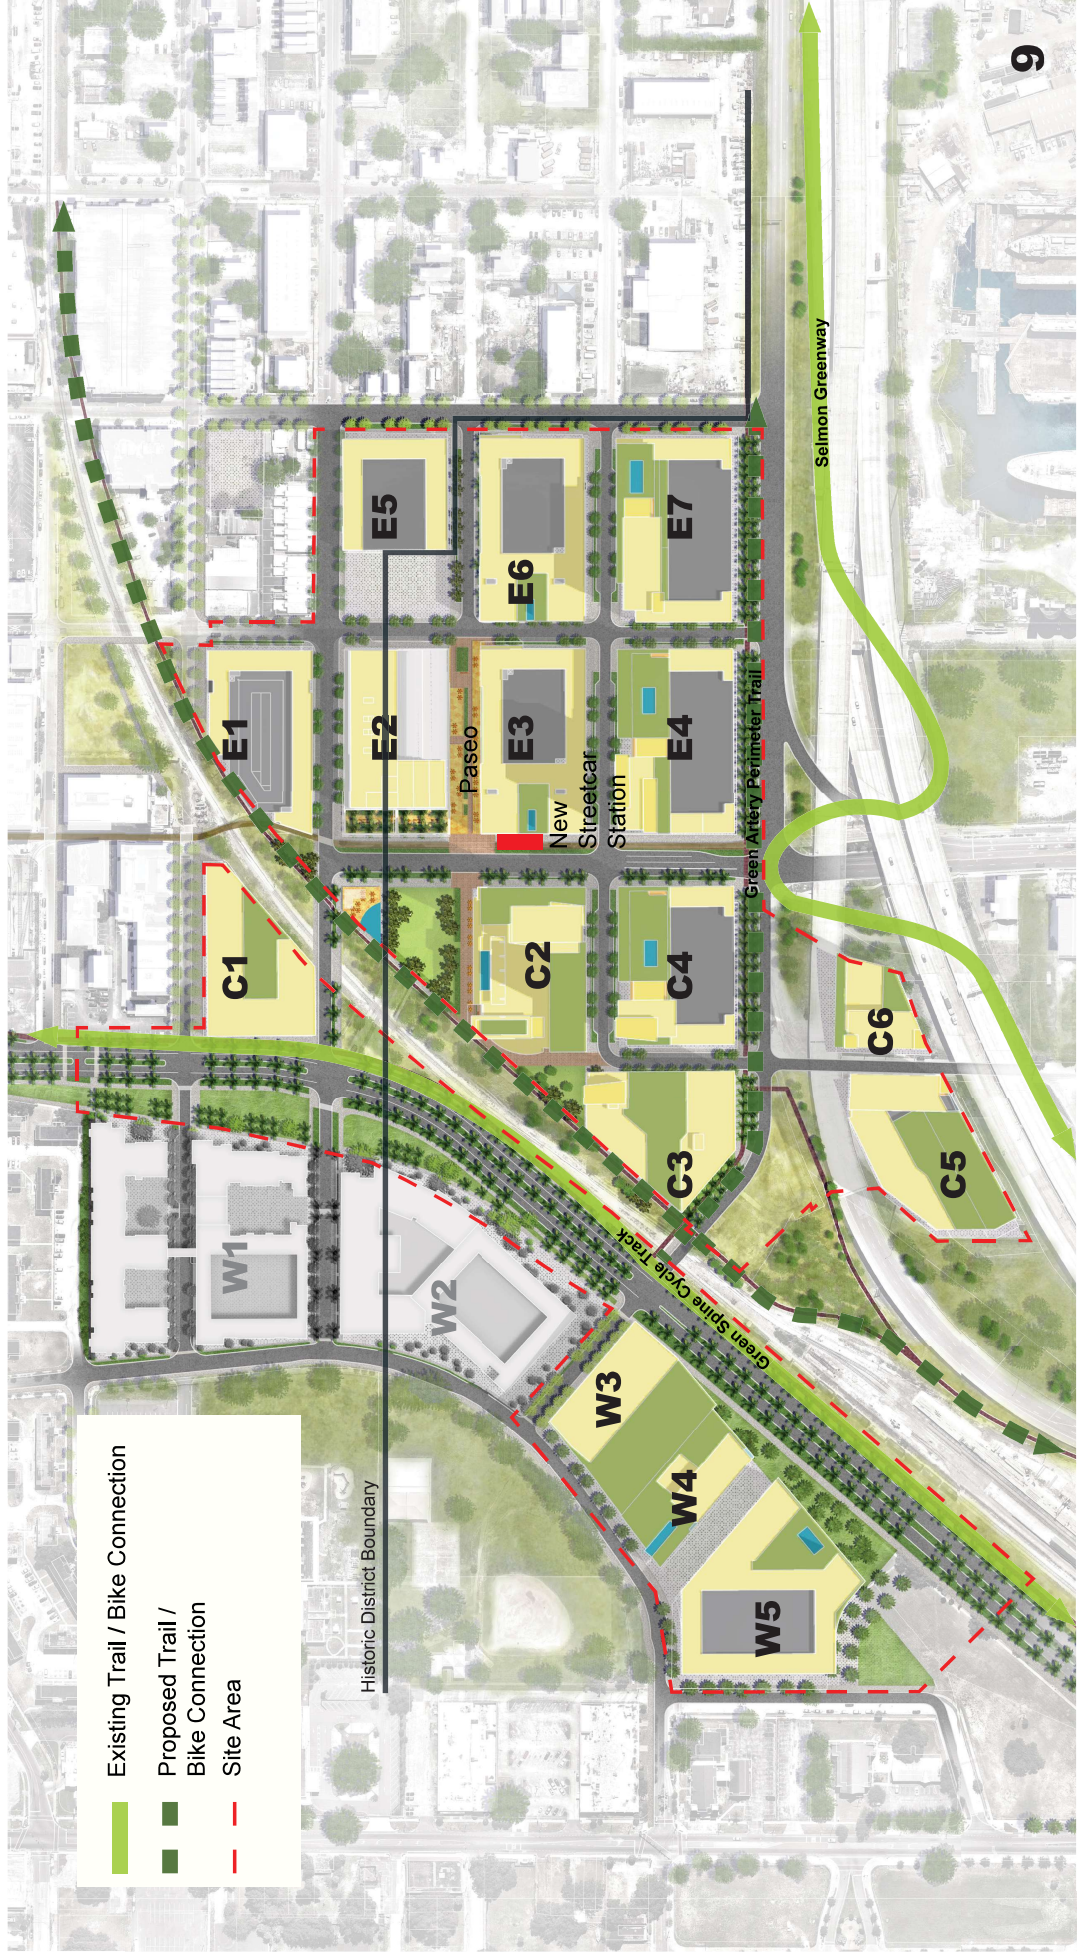 Existing Trail / Bike Connection
Proposed Trail /
Bike Connection
Site Area
Historic District Boundary
W1
W2
W3
W4
W5
C1
C2
C3
C4
C5
C6
E1
E2
E3
E4
E5
E6
E7
Paseo
New
Streetcar
Station
Green Spine Cycle Track
Green Artery Perimeter Trail
Selmon Greenway
9